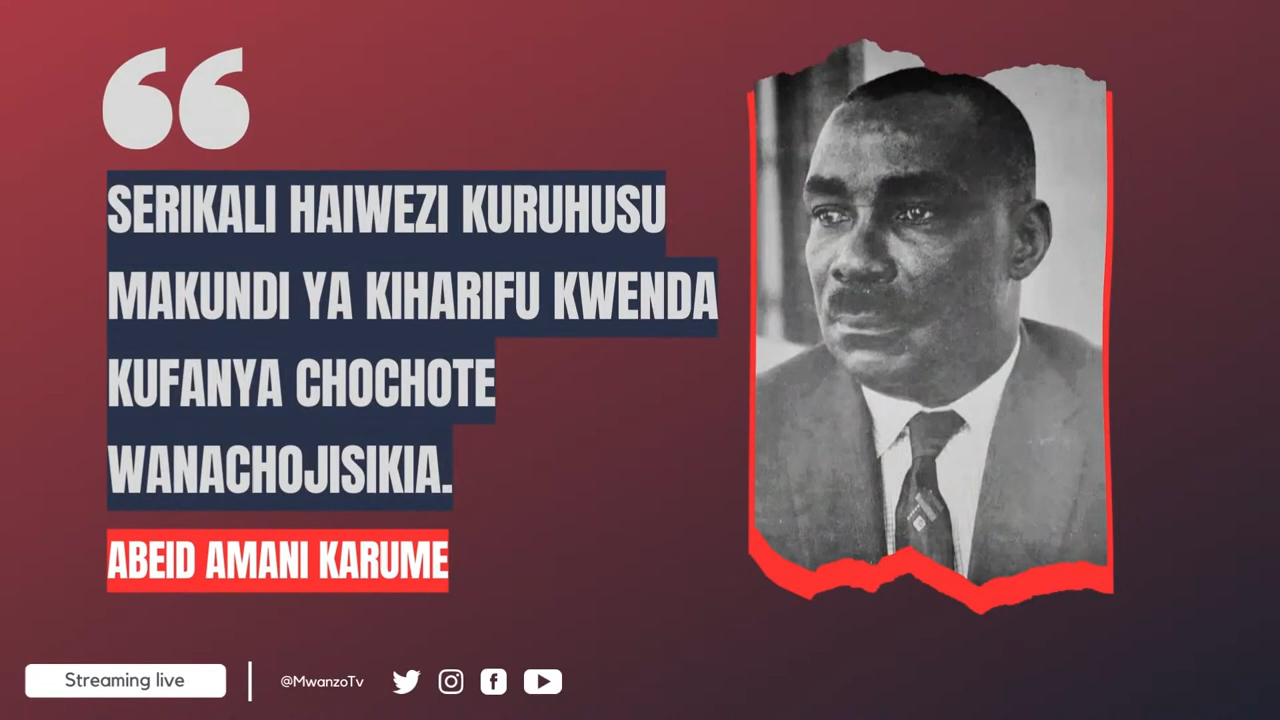 SERIKALI HAIWEZI KURUHUSU
MAKUNDI YA KIHARIFU KWENDA
KUFANYA CHOCHOTE
WANACHOJISIKIA.
ABEID AMANI KARUME
Streaming live
@MwanzoTv